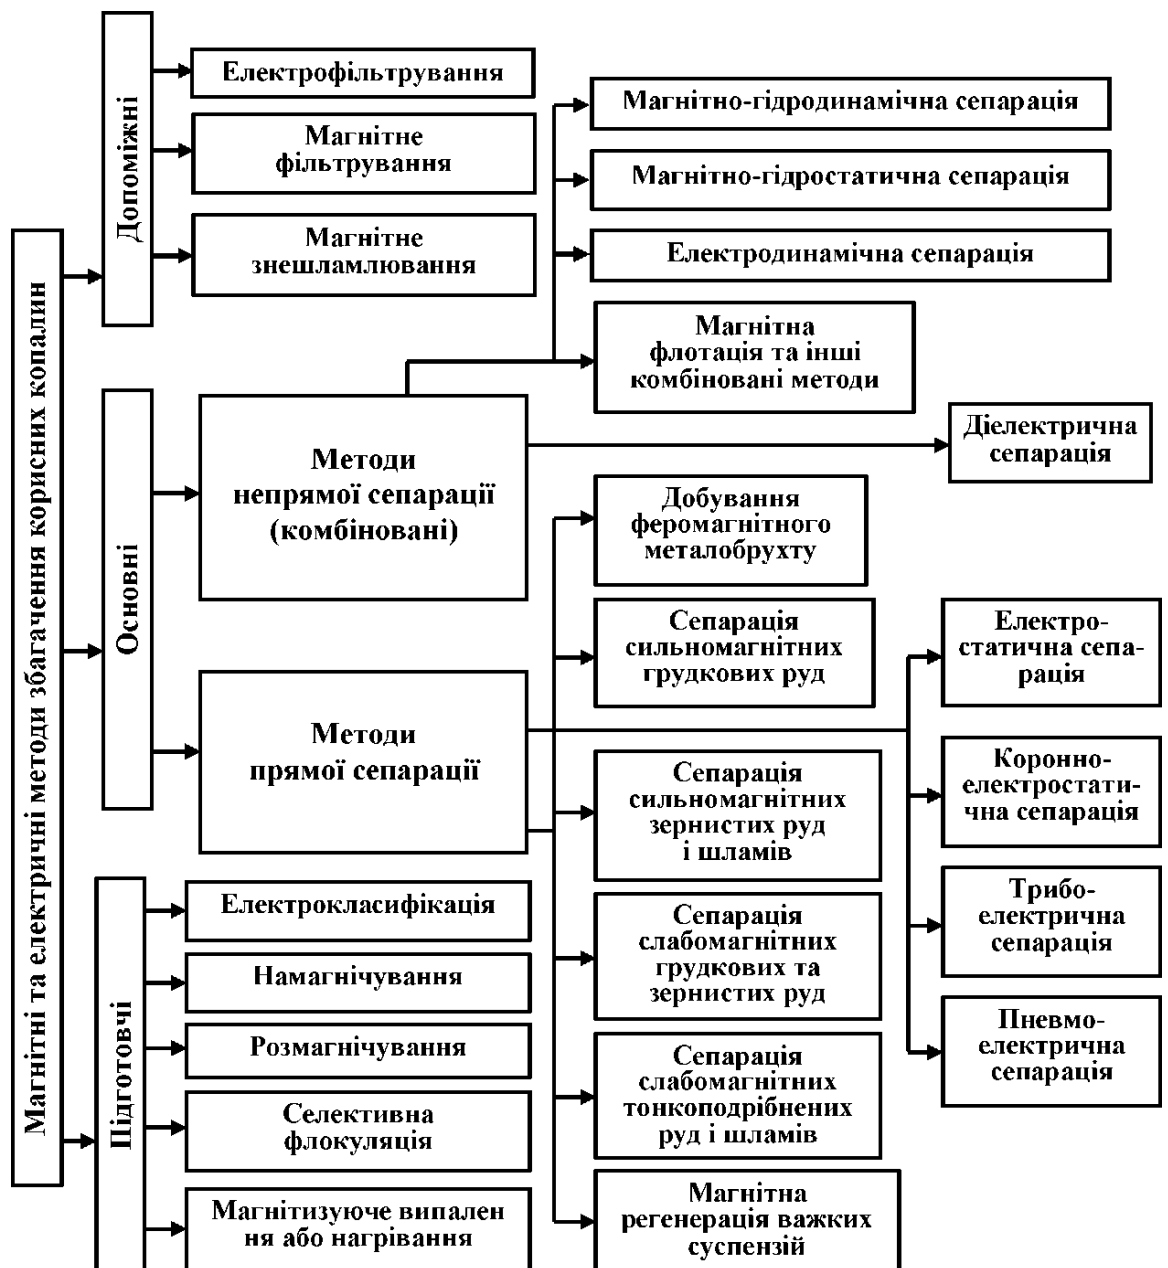 Магнітні та електричні методи збагачення корисних копалин
Допоміжні
Електрофільтрування
Магнітне
фільтрування
Магнітне
знешламлювання
Основні
Методи
непрямої сепарації
(комбіновані)
Магнітно-гідродинамічна сепарація
Магнітно-гідростатична сепарація
Електродинамічна сепарація
Магнітна
флотація та інші
комбіновані методи
Діелектрична
сепарація
Методи
прямої сепарації
Добування
феромагнітного
металобрухту
Сепарація
сильномагнітних
грудкових руд
Сепарація
сильномагнітних
зернистих руд
і шламів
Сепарація
слабомагнітних
грудкових та
зернистих руд
Сепарація
слабомагнітних
тонкоподрібнених
руд і шламів
Магнітна
регенерація важких
суспензій
Електро-
статична сепа-
рація
Коронно-
електростати-
чна сепарація
Трибо-
електрична
сепарація
Пневмо-
електрична
сепарація
Підготовчі
Електрокласифікація
Намагнічування
Розмагнічування
Селективна
флокуляція
Магнітизуюче випален
ня або нагрівання